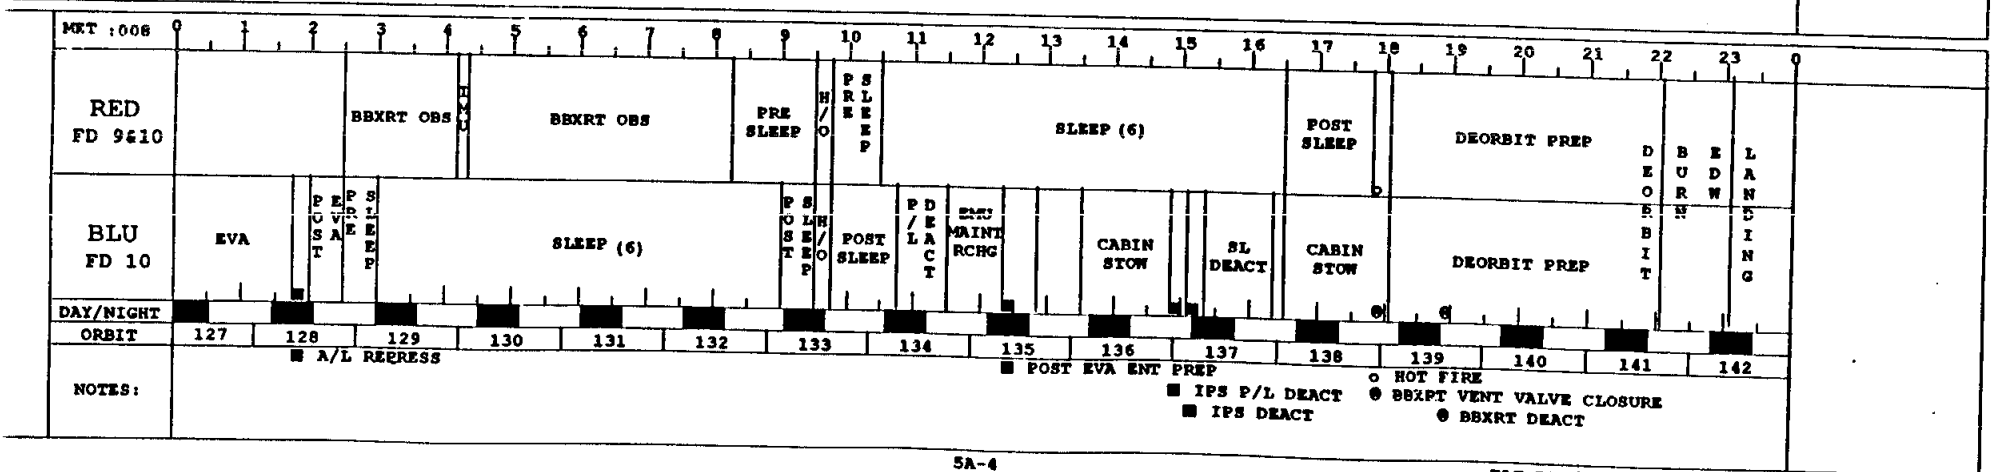 MET :008 0 1 2 3 4 5 6 7 8 9 10 11 12 13 14 15 16 17 18 19 20 21 22 23 0
RED
FD 9&10
BBXRT OBS
IMU
BBXRT OBS
PRE
SLEEP
H/O
PRE
SLEEP
SLEEP (6)
POST
SLEEP
DEORBIT PREP
DEORBIT
BURN
EDW
LANDING
BLU
FD 10
EVA
POST
EVA
PRE
SLEEP
SLEEP (6)
POST
SLEEP
H/O
POST
SLEEP
P/L
DEACT
EMU
MAINT
RCHG
CABIN
STOW
SL
DEACT
CABIN
STOW
DEORBIT PREP
DAY/NIGHT
ORBIT 127 128 129 130 131 132 133 134 135 136 137 138 139 140 141 142
NOTES:
A/L REPRESS
POST EVA ENT PREP
HOT FIRE
IPS P/L DEACT
BBXRT VENT VALVE CLOSURE
IPS DEACT
BBXRT DEACT
5A-4